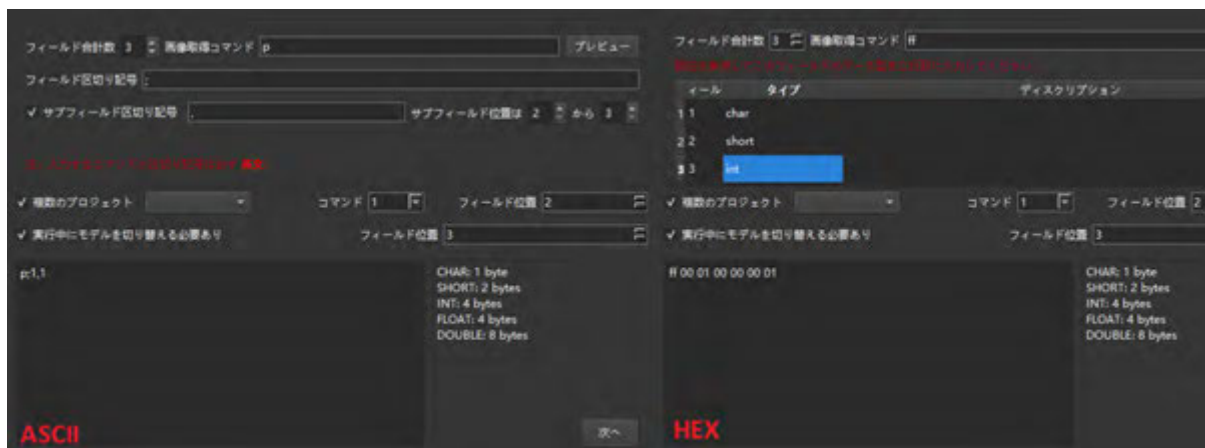 フィールド合計数 3 画像取得コマンド p プレビュー
フィールド区切り記号 ;
✓ サブフィールド区切り記号 , サブフィールド位置は 2 から 3
✓ 複数のプロジェクト コマンド 1 フィールド位置 2
✓ 実行中にモデルを切り替える必要あり フィールド位置 3
p;1,1
CHAR: 1 byte
SHORT: 2 bytes
INT: 4 bytes
FLOAT: 4 bytes
DOUBLE: 8 bytes
ASCII
次へ
フィールド合計数 3 画像取得コマンド ff
ィール タイプ ディスクリプション
1 1 char
2 2 short
3 3 int
✓ 複数のプロジェクト コマンド 1 フィールド位置 2
✓ 実行中にモデルを切り替える必要あり フィールド位置 3
ff 00 01 00 00 00 01
CHAR: 1 byte
SHORT: 2 bytes
INT: 4 bytes
FLOAT: 4 bytes
DOUBLE: 8 bytes
HEX